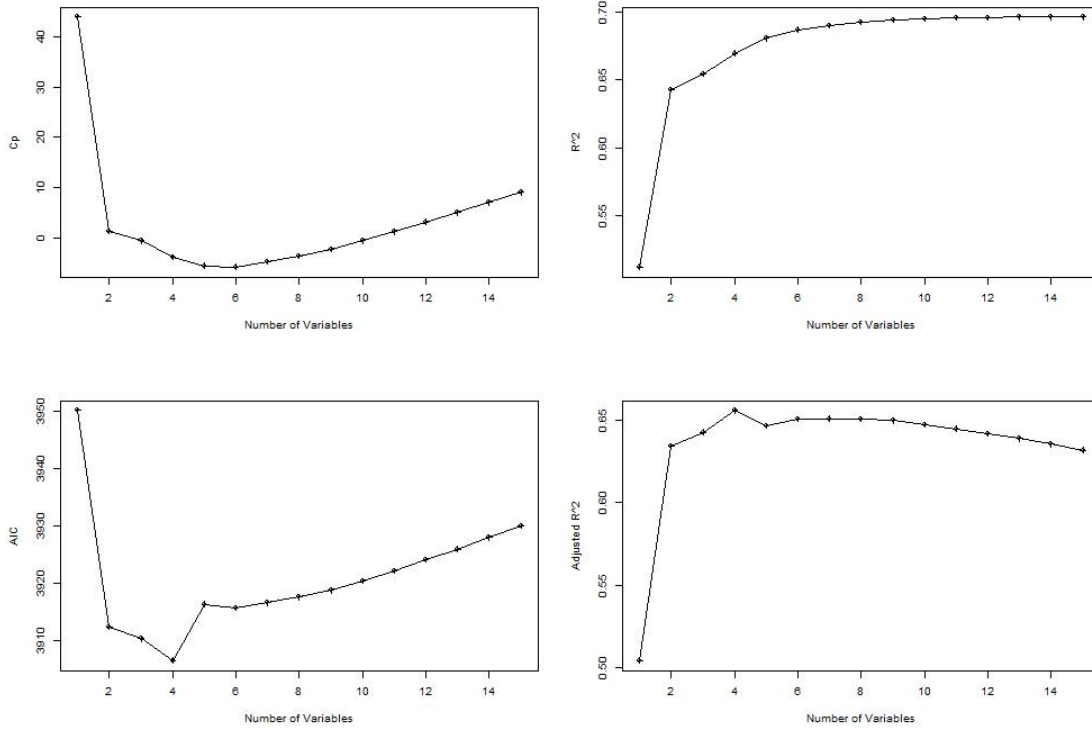 Cp
40
30
20
10
0
2 4 6 8 10 12 14
Number of Variables
R^2
0.70
0.65
0.60
0.55
2 4 6 8 10 12 14
Number of Variables
AIC
3950
3940
3930
3920
3910
2 4 6 8 10 12 14
Number of Variables
Adjusted R^2
0.65
0.60
0.55
0.50
2 4 6 8 10 12 14
Number of Variables